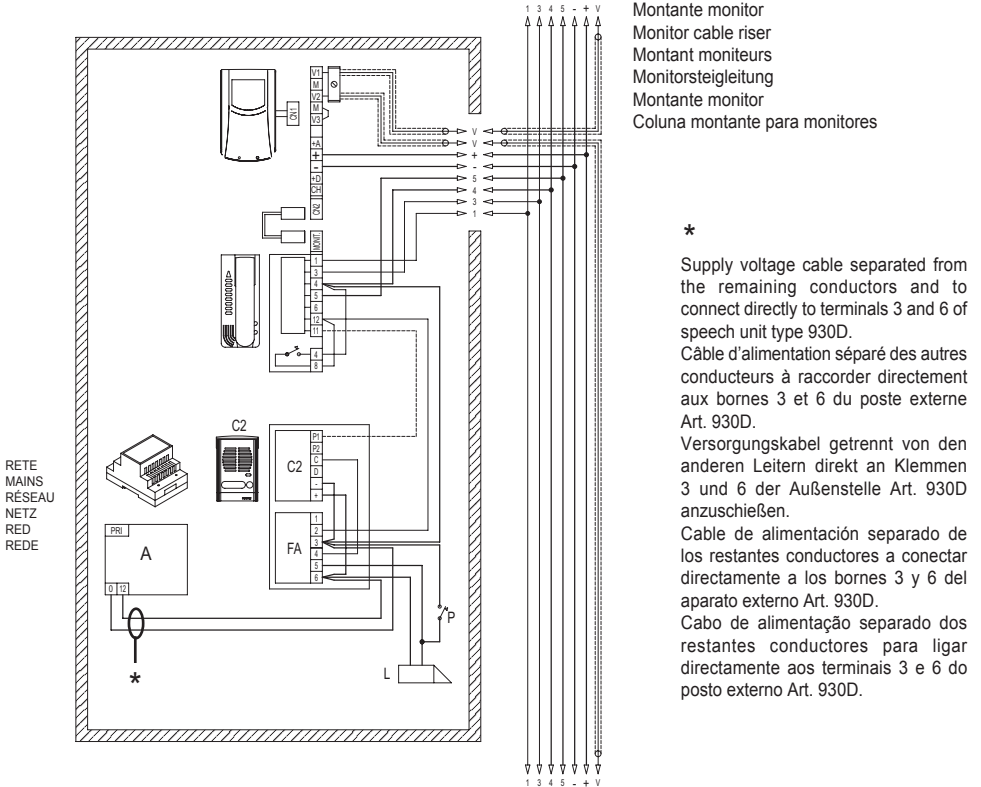 1 3 4 5 - + V
Montante monitor
Monitor cable riser
Montant moniteurs
Monitorsteigleitung
Montante monitor
Coluna montante para monitores
V1
M
V2
M
V3
+A
+
-
+D
CH
CN2
CN1
V
V
+
-
5
4
3
1
MONIT.
1
3
4
5
6
12
11
4
8
*
Supply voltage cable separated from
the remaining conductors and to
connect directly to terminals 3 and 6 of
speech unit type 930D.
Câble d’alimentation séparé des autres
conducteurs à raccorder directement
aux bornes 3 et 6 du poste externe
Art. 930D.
Versorgungskabel getrennt von den
anderen Leitern direkt an Klemmen
3 und 6 der Außenstelle Art. 930D
anzuschießen.
Cable de alimentación separado de
los restantes conductores a conectar
directamente a los bornes 3 y 6 del
aparato externo Art. 930D.
Cabo de alimentação separado dos
restantes conductores para ligar
directamente aos terminais 3 e 6 do
posto externo Art. 930D.
C2
C2
P1
P2
C
D
-
+
RETE
MAINS
RÉSEAU
NETZ
RED
REDE
PRI
A
0 12
FA
1
2
3
4
5
6
P
L
*
1 3 4 5 - + V